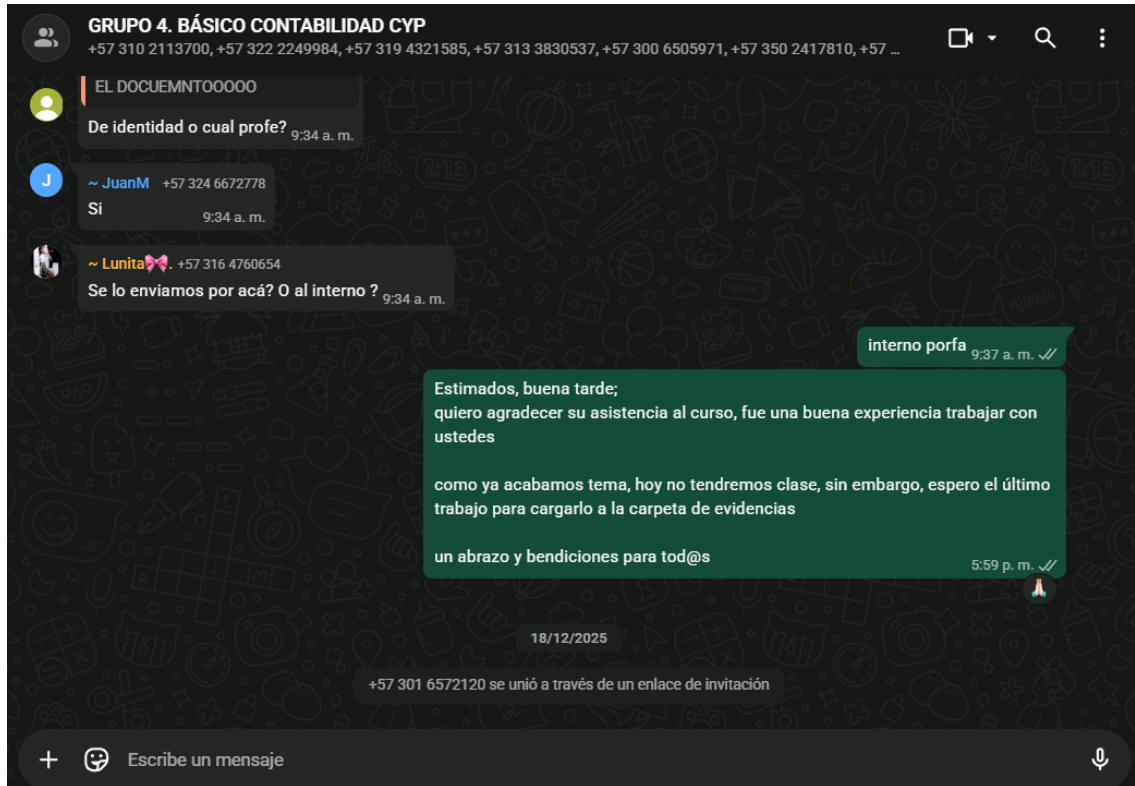 GRUPO 4. BÁSICO CONTABILIDAD CYP
+57 310 2113700, +57 322 2249984, +57 319 4321585, +57 313 3830537, +57 300 6505971, +57 350 2417810, +57 ...
EL DOCUEMNTOOOOO
De identidad o cual profe? 9:34 a. m.
J
~ JuanM +57 324 6672778
Si
9:34 a. m.
~ Lunita🎀. +57 316 4760654
Se lo enviamos por acá? O al interno ? 9:34 a. m.
interno porfa 9:37 a. m.
Estimados, buena tarde;
quiero agradecer su asistencia al curso, fue una buena experiencia trabajar con
ustedes
como ya acabamos tema, hoy no tendremos clase, sin embargo, espero el último
trabajo para cargarlo a la carpeta de evidencias
un abrazo y bendiciones para tod@s
5:59 p. m.
18/12/2025
+57 301 6572120 se unió a través de un enlace de invitación
Escribe un mensaje